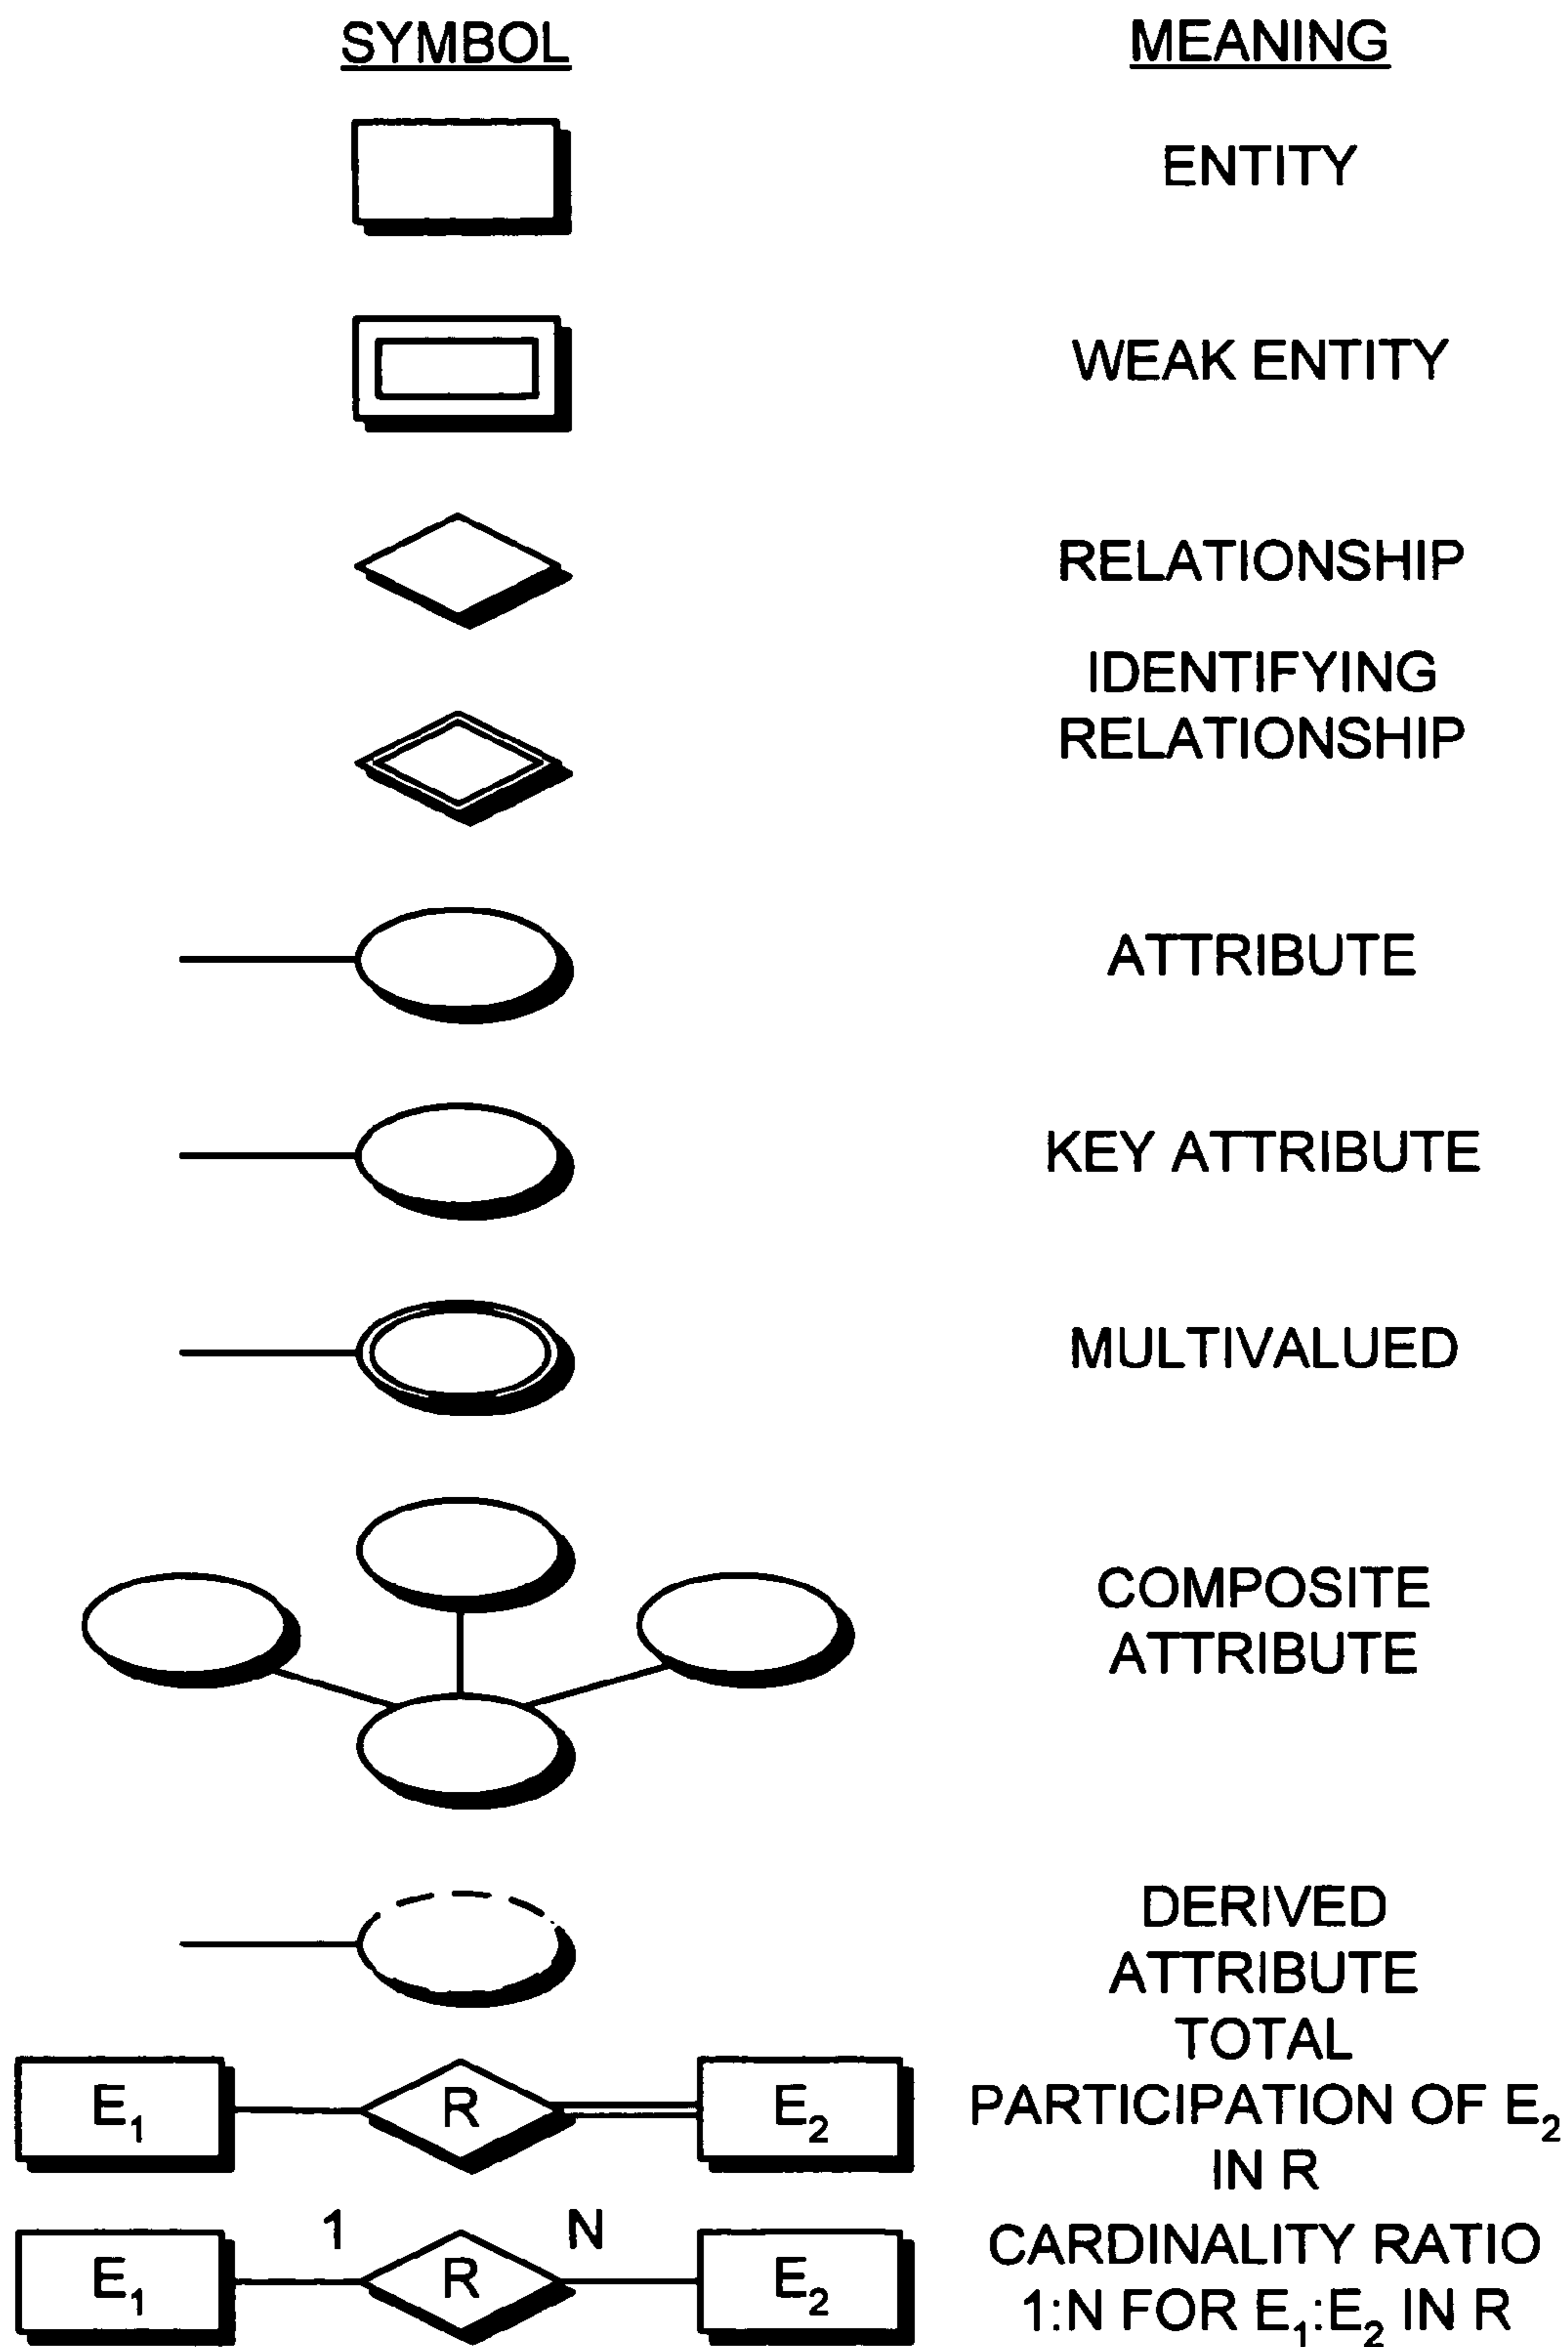 SYMBOL MEANING
ENTITY
WEAK ENTITY
RELATIONSHIP
IDENTIFYING
RELATIONSHIP
ATTRIBUTE
KEY ATTRIBUTE
MULTIVALUED
COMPOSITE
ATTRIBUTE
DERIVED
ATTRIBUTE
TOTAL
E₁ R E₂ PARTICIPATION OF E₂
IN R
1 N
CARDINALITY RATIO
E₁ R E₂
1:N FOR E₁:E₂ IN R